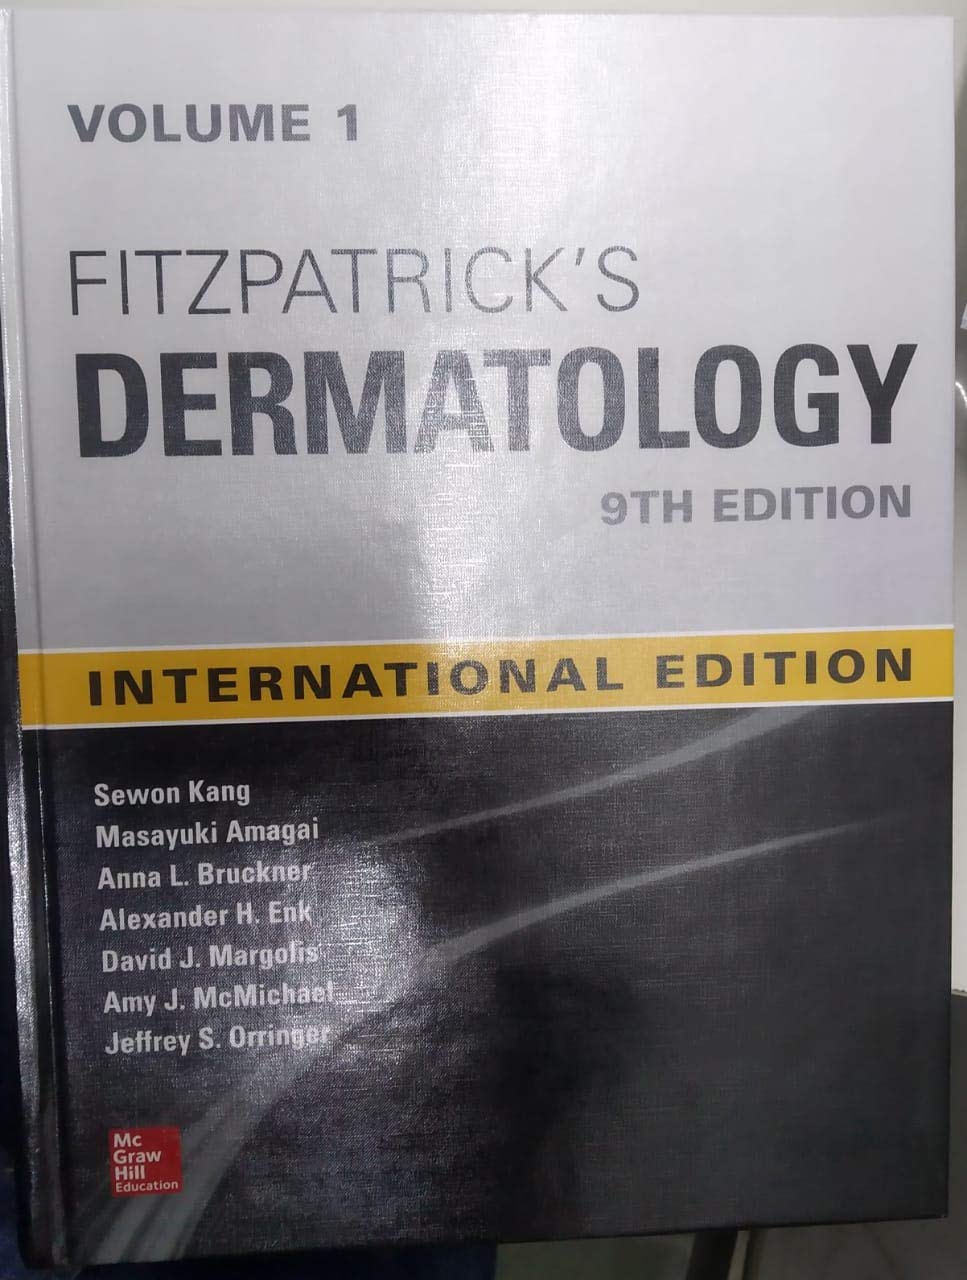 VOLUME 1
FITZPATRICK'S
DERMATOLOGY
9TH EDITION
INTERNATIONAL EDITION
Sewon Kang
Masayuki Amagai
Anna L. Bruckner
Alexander H. Enk
David J. Margolis
Amy J. McMichael
Jeffrey S. Orringer
Mc
Graw
Hill
Education